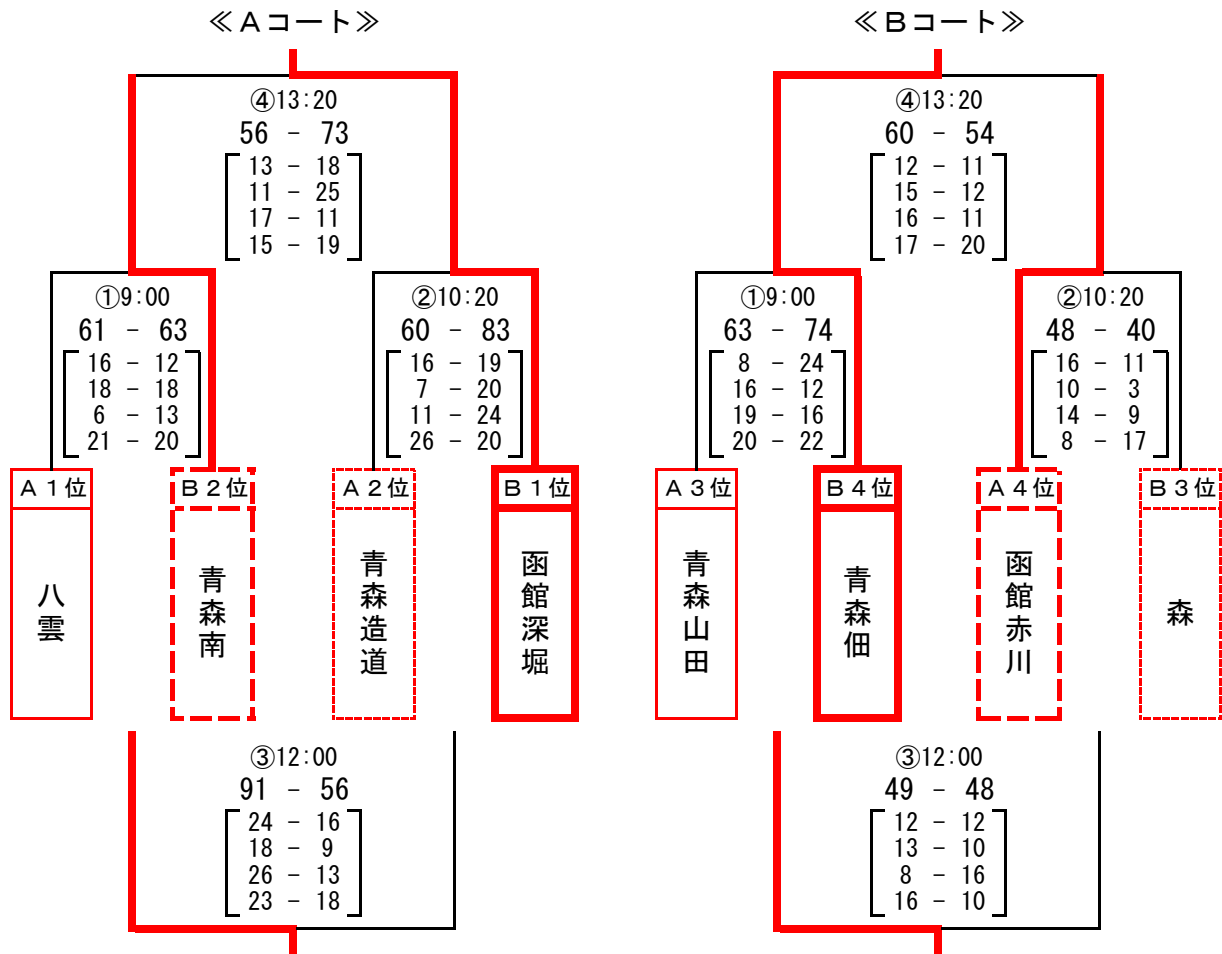 ≪Aコート≫
④13:20
56 - 73
13 - 18
11 - 25
17 - 11
15 - 19
①9:00
61 - 63
16 - 12
18 - 18
6 - 13
21 - 20
②10:20
60 - 83
16 - 19
7 - 20
11 - 24
26 - 20
A1位
B2位
A2位
B1位
八雲
青森南
青森造道
函館深堀
③12:00
91 - 56
24 - 16
18 - 9
26 - 13
23 - 18
≪Bコート≫
④13:20
60 - 54
12 - 11
15 - 12
16 - 11
17 - 20
①9:00
63 - 74
8 - 24
16 - 12
19 - 16
20 - 22
②10:20
48 - 40
16 - 11
10 - 3
14 - 9
8 - 17
A3位
B4位
A4位
B3位
青森山田
青森佃
函館赤川
森
③12:00
49 - 48
12 - 12
13 - 10
8 - 16
16 - 10